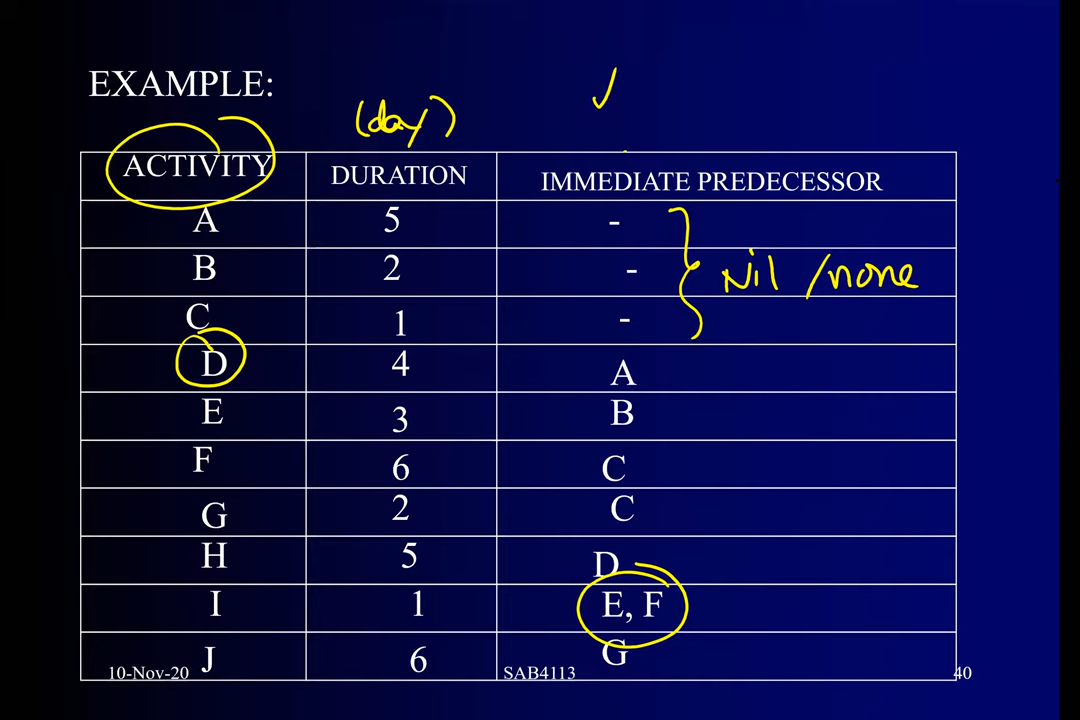 EXAMPLE:
(day)
ACTIVITY DURATION IMMEDIATE PREDECESSOR
A 5 -
B 2 - Nil /none
C 1 -
D 4 A
E 3 B
F 6 C
G 2 C
H 5 D
I 1 E, F
J 6 G
10-Nov-20 SAB4113 40